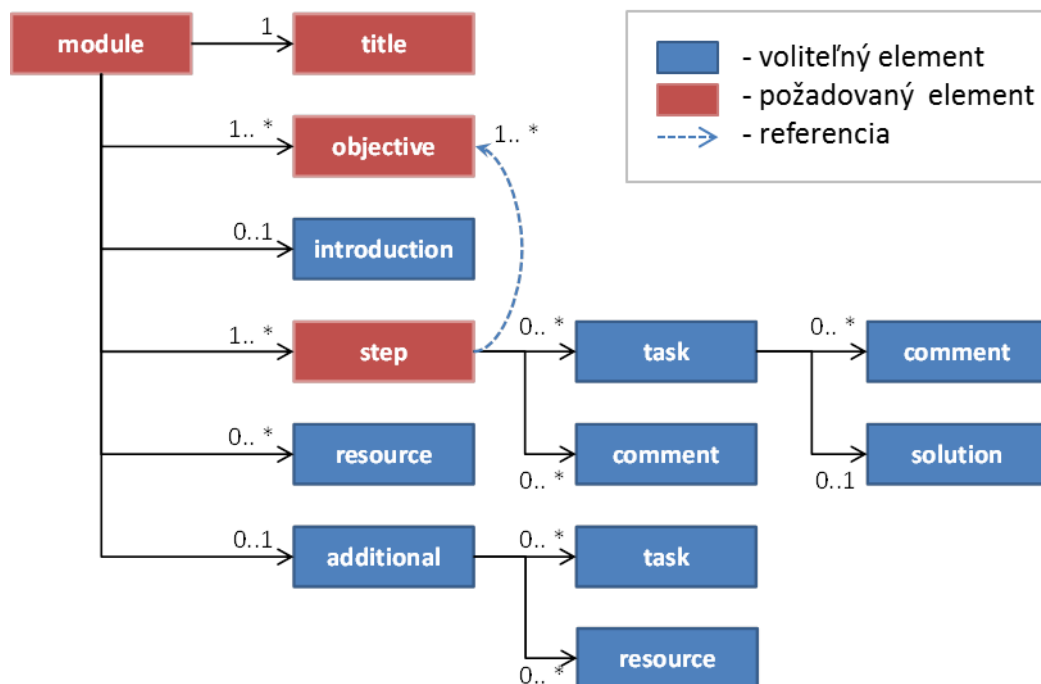 module
1
title
- voliteľný element
- požadovaný element
- referencia
1.. *
objective
1.. *
0..1
introduction
1.. *
step
0.. *
task
0.. *
comment
0.. *
resource
comment
0.. *
solution
0..1
0..1
additional
0.. *
task
resource
0.. *